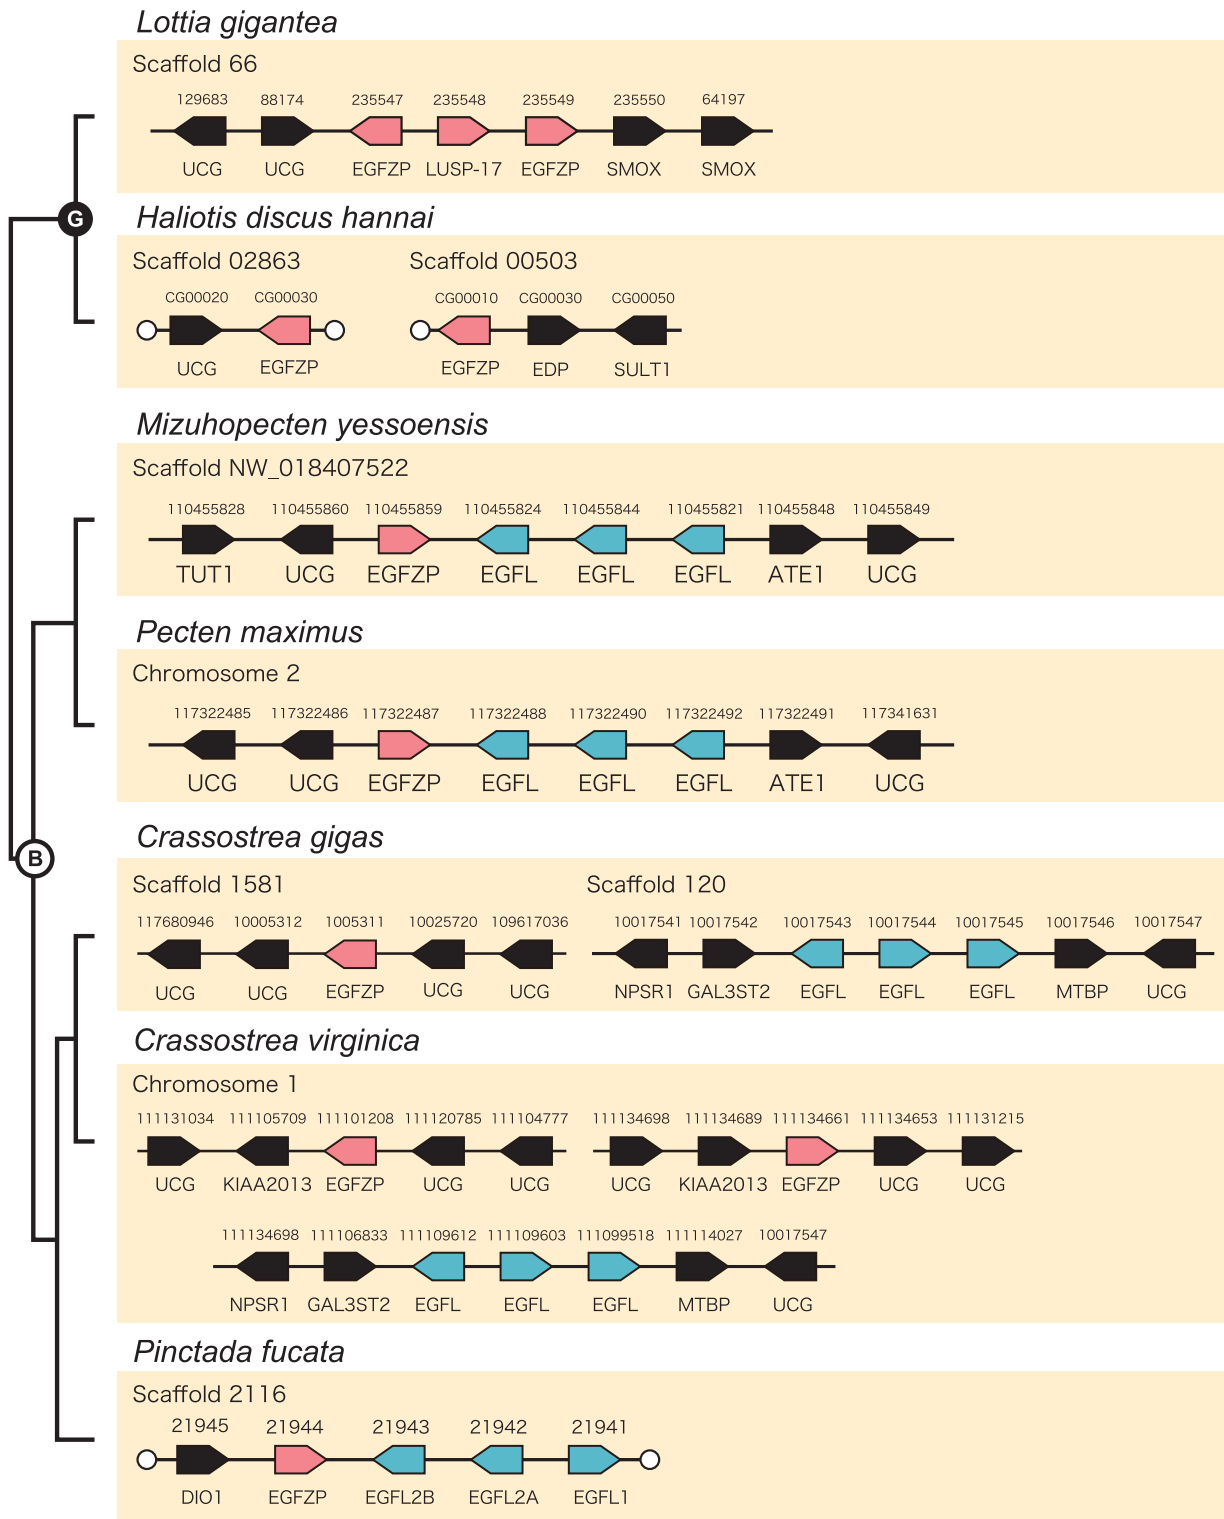 Lottia gigantea
Scaffold 66
129683 88174 235547 235548 235549 235550 64197
UCG UCG EGFZP LUSP-17 EGFZP SMOX SMOX
G
Haliotis discus hannai
Scaffold 02863 Scaffold 00503
CG00020 CG00030 CG00010 CG00030 CG00050
UCG EGFZP EGFZP EDP SULT1
Mizuhopecten yessoensis
Scaffold NW_018407522
110455828 110455860 110455859 110455824 110455844 110455821 110455848 110455849
TUT1 UCG EGFZP EGFL EGFL EGFL ATE1 UCG
Pecten maximus
Chromosome 2
117322485 117322486 117322487 117322488 117322490 117322492 117322491 117341631
UCG UCG EGFZP EGFL EGFL EGFL ATE1 UCG
Crassostrea gigas
B
Scaffold 1581 Scaffold 120
117680946 10005312 1005311 10025720 109617036 10017541 10017542 10017543 10017544 10017545 10017546 10017547
UCG UCG EGFZP UCG UCG NPSR1 GAL3ST2 EGFL EGFL EGFL MTBP UCG
Crassostrea virginica
Chromosome 1
111131034 111105709 111101208 111120785 111104777 111134698 111134689 111134661 111134653 111131215
UCG KIAA2013 EGFZP UCG UCG UCG KIAA2013 EGFZP UCG UCG
111134698 111106833 111109612 111109603 111099518 111114027 10017547
NPSR1 GAL3ST2 EGFL EGFL EGFL MTBP UCG
Pinctada fucata
Scaffold 2116
21945 21944 21943 21942 21941
DIO1 EGFZP EGFL2B EGFL2A EGFL1